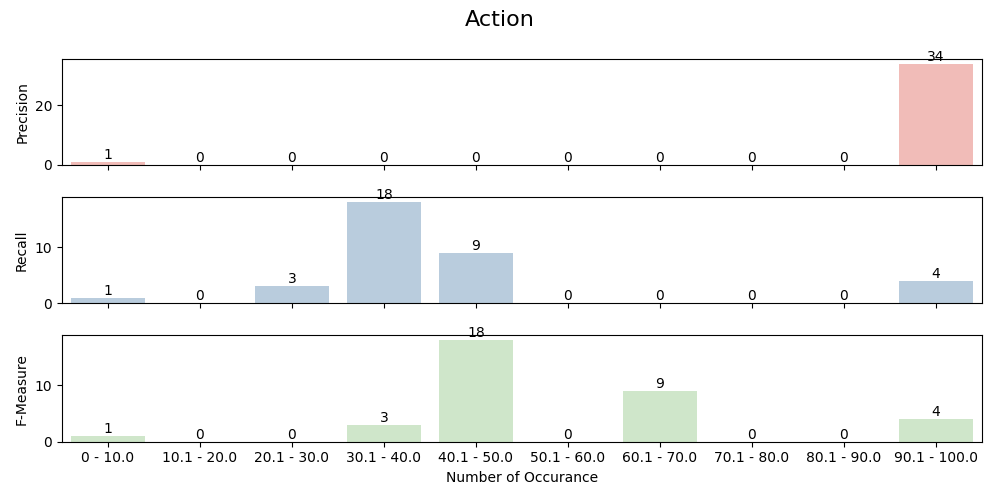 Action
Precision
20
0
1 0 0 0 0 0 0 0 0 34
Recall
10
0
1 0 3 18 9 0 0 0 0 4
F-Measure
10
0
1 0 0 3 18 0 9 0 0 4
0 - 10.0 10.1 - 20.0 20.1 - 30.0 30.1 - 40.0 40.1 - 50.0 50.1 - 60.0 60.1 - 70.0 70.1 - 80.0 80.1 - 90.0 90.1 - 100.0
Number of Occurance